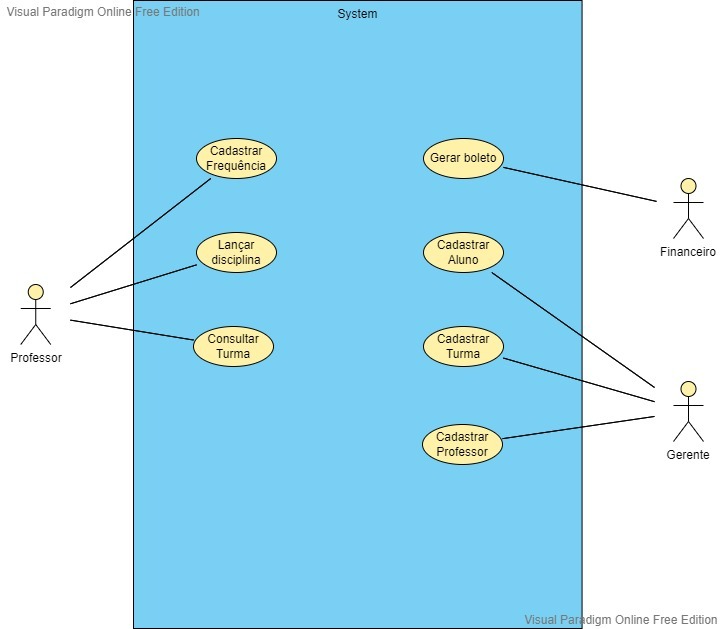 Visual Paradigm Online Free Edition
System
Cadastrar
Frequência
Lançar
disciplina
Consultar
Turma
Professor
Gerar boleto
Cadastrar
Aluno
Cadastrar
Turma
Cadastrar
Professor
Financeiro
Gerente
Visual Paradigm Online Free Edition